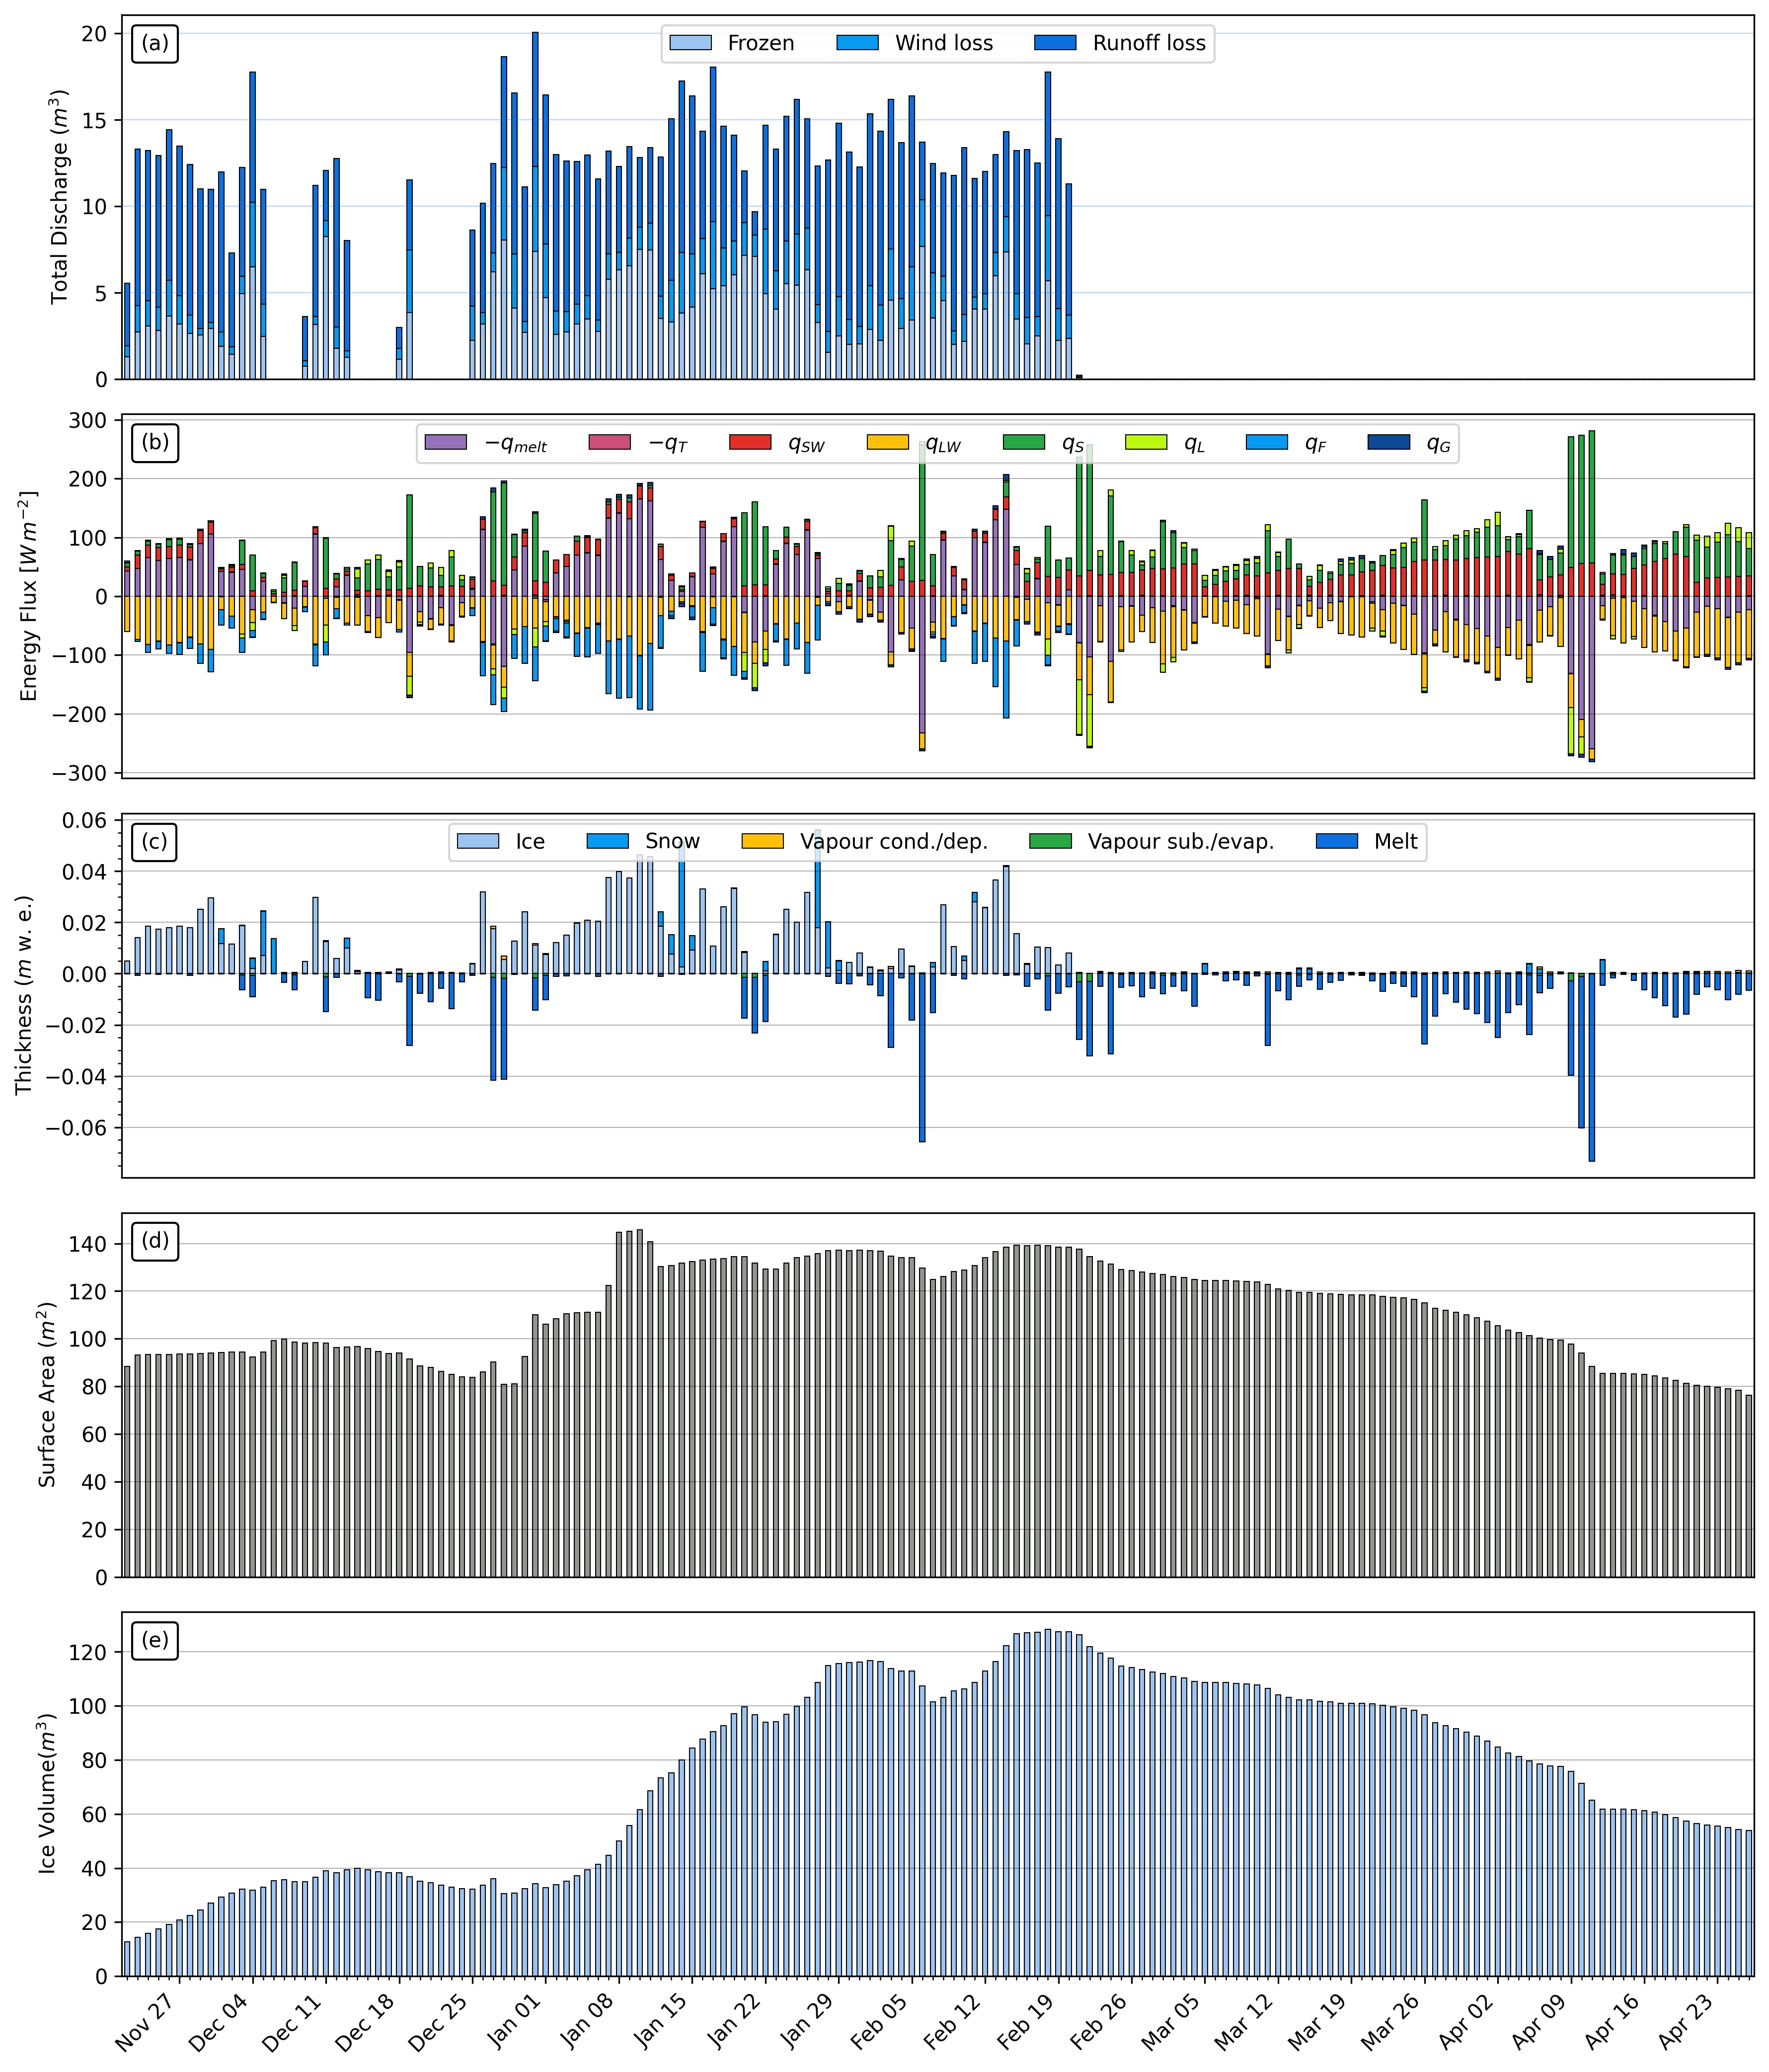 (a)
Frozen Wind loss Runoff loss
Total Discharge (m³)
20
15
10
5
0
(b)
−q_melt −q_T q_SW q_LW q_S q_L q_F q_G
Energy Flux [W m⁻²]
300
200
100
0
−100
−200
−300
(c)
Ice Snow Vapour cond./dep. Vapour sub./evap. Melt
Thickness (m w. e.)
0.06
0.04
0.02
0.00
−0.02
−0.04
−0.06
(d)
Surface Area (m²)
140
120
100
80
60
40
20
0
(e)
Ice Volume(m³)
120
100
80
60
40
20
0
Nov 27 Dec 04 Dec 11 Dec 18 Dec 25 Jan 01 Jan 08 Jan 15 Jan 22 Jan 29 Feb 05 Feb 12 Feb 19 Feb 26 Mar 05 Mar 12 Mar 19 Mar 26 Apr 02 Apr 09 Apr 16 Apr 23